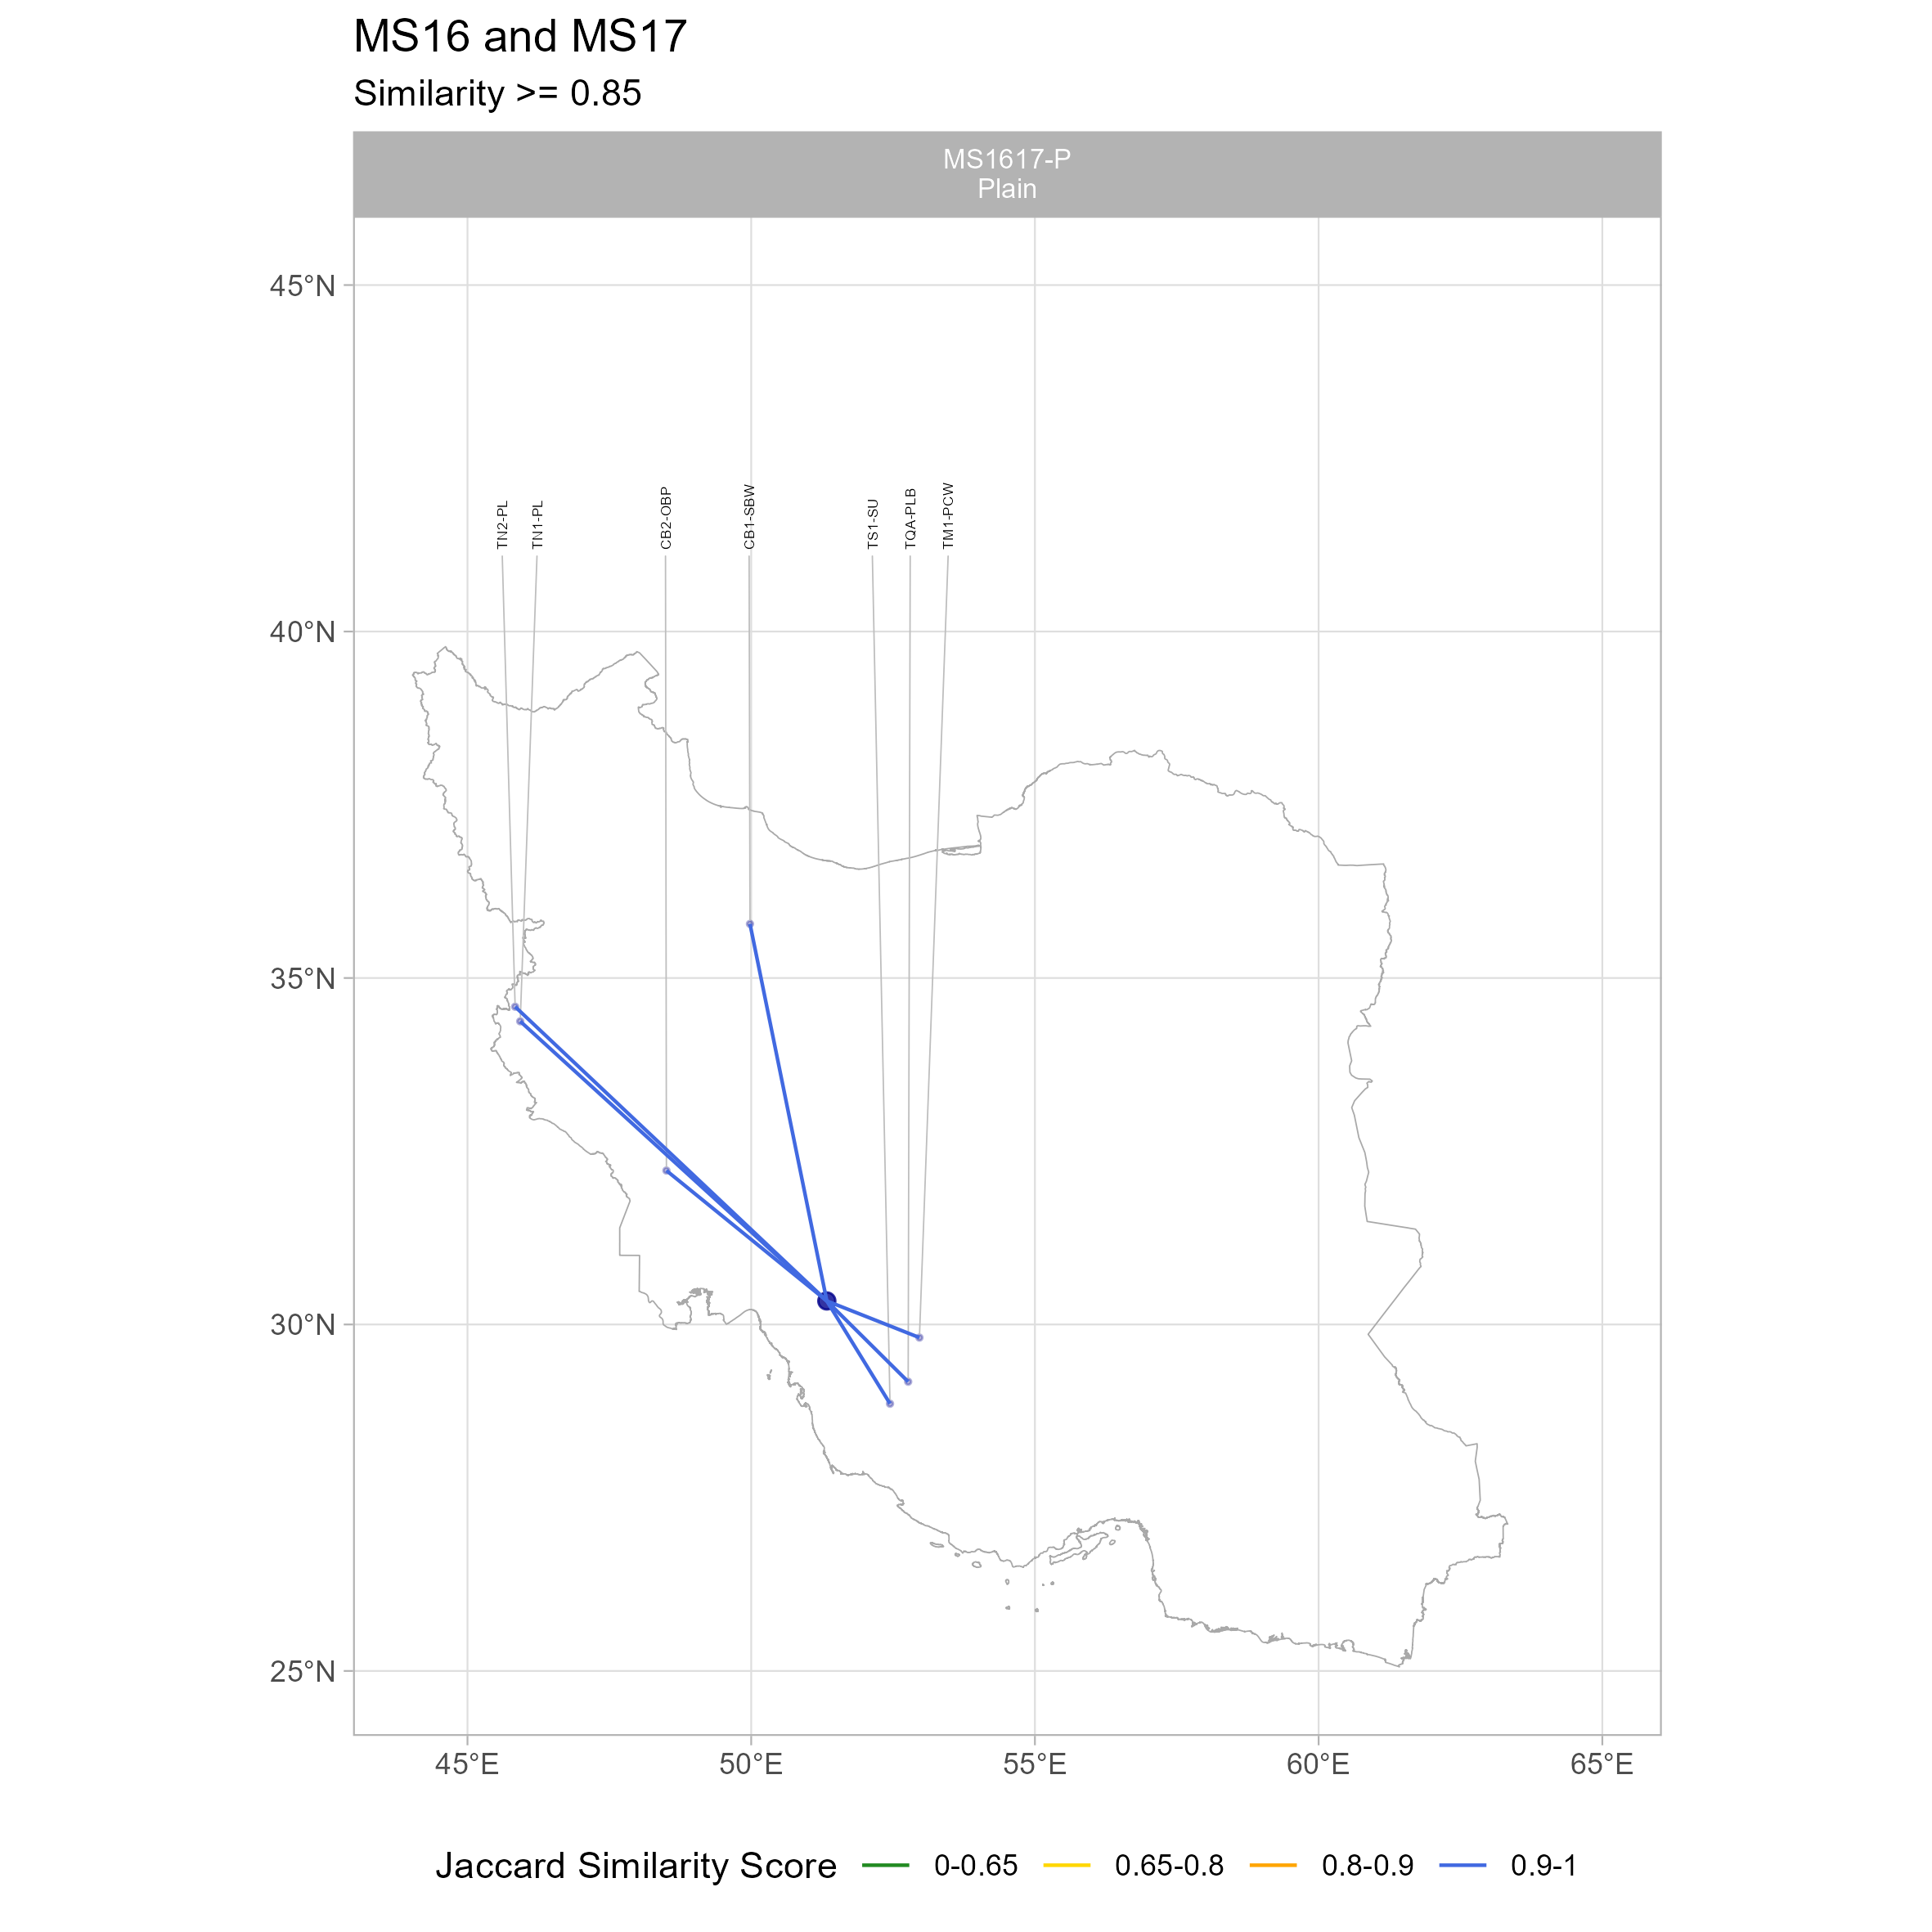 MS16 and MS17
Similarity >= 0.85
MS1617-P
Plain
45°N
40°N
35°N
30°N
25°N
TN2-PL
TN1-PL
CB2-OBP
CB1-SBW
TS1-SU
TQA-PLB
TM1-PCW
45°E
50°E
55°E
60°E
65°E
Jaccard Similarity Score 0-0.65 0.65-0.8 0.8-0.9 0.9-1